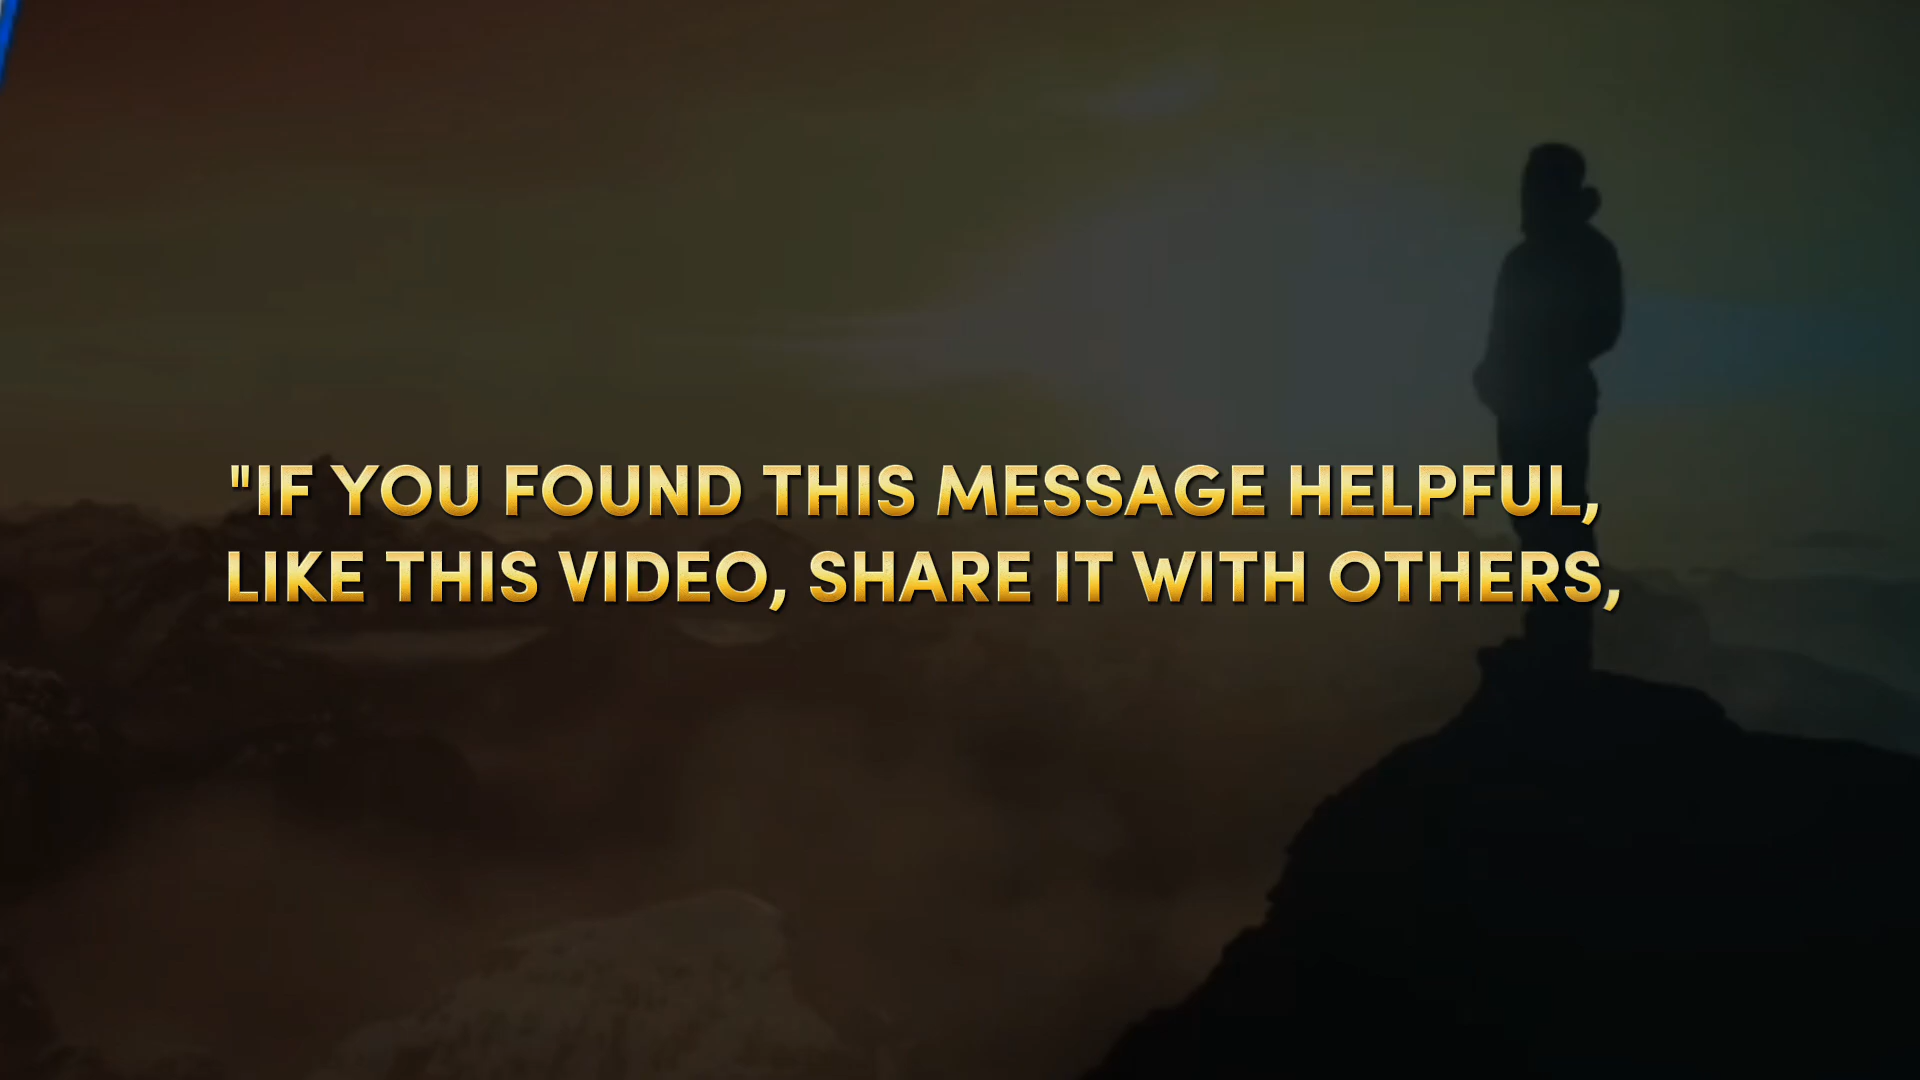 "IF YOU FOUND THIS MESSAGE HELPFUL,
LIKE THIS VIDEO, SHARE IT WITH OTHERS,